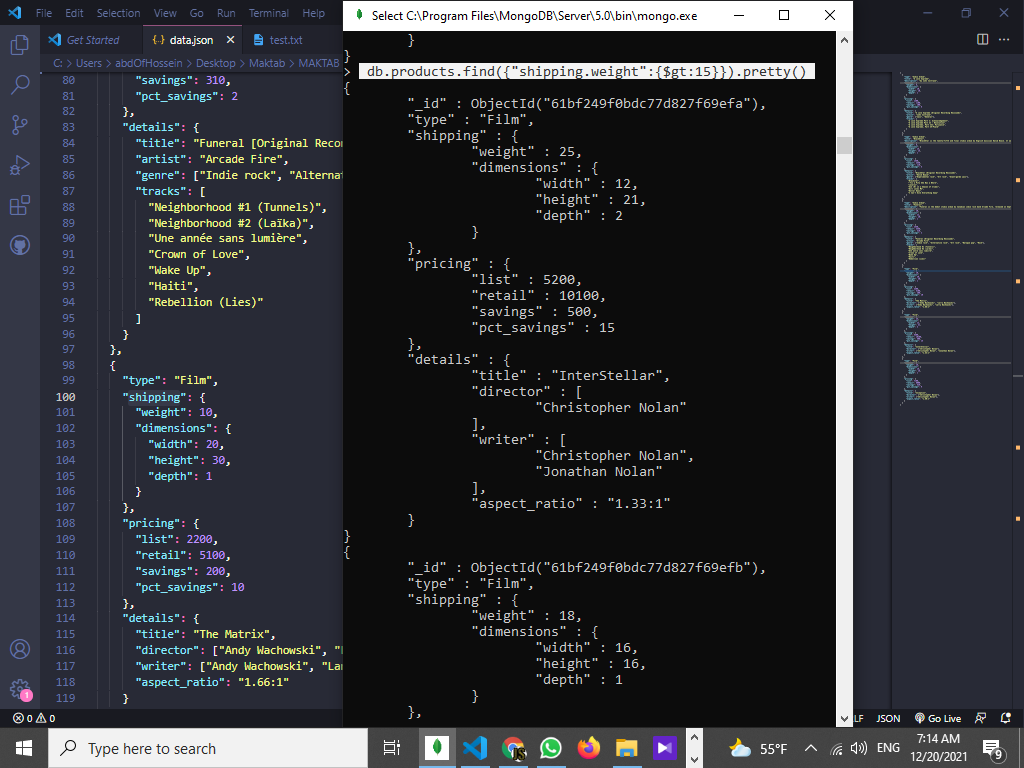 File Edit Selection View Go Run Terminal Help
Get Started
{..} data.json
test.txt
C: > Users > abdOfHossein > Desktop > Maktab > MAKTAB
80 "savings": 310,
81 "pct_savings": 2
82 },
83 "details": {
84 "title": "Funeral [Original Recor
85 "artist": "Arcade Fire",
86 "genre": ["Indie rock", "Alternat
87 "tracks": [
88 "Neighborhood #1 (Tunnels)",
89 "Neighborhood #2 (Laïka)",
90 "Une année sans lumière",
91 "Crown of Love",
92 "Wake Up",
93 "Haiti",
94 "Rebellion (Lies)"
95 ]
96 }
97 },
98 {
99 "type": "Film",
100 "shipping": {
101 "weight": 10,
102 "dimensions": {
103 "width": 20,
104 "height": 30,
105 "depth": 1
106 }
107 },
108 "pricing": {
109 "list": 2200,
110 "retail": 5100,
111 "savings": 200,
112 "pct_savings": 10
113 },
114 "details": {
115 "title": "The Matrix",
116 "director": ["Andy Wachowski", "
117 "writer": ["Andy Wachowski", "La
118 "aspect_ratio": "1.66:1"
119 }
Select C:\Program Files\MongoDB\Server\5.0\bin\mongo.exe
}
}
> db.products.find({"shipping.weight":{$gt:15}}).pretty()
{
"_id" : ObjectId("61bf249f0bdc77d827f69efa"),
"type" : "Film",
"shipping" : {
"weight" : 25,
"dimensions" : {
"width" : 12,
"height" : 21,
"depth" : 2
}
},
"pricing" : {
"list" : 5200,
"retail" : 10100,
"savings" : 500,
"pct_savings" : 15
},
"details" : {
"title" : "InterStellar",
"director" : [
"Christopher Nolan"
],
"writer" : [
"Christopher Nolan",
"Jonathan Nolan"
],
"aspect_ratio" : "1.33:1"
}
}
{
"_id" : ObjectId("61bf249f0bdc77d827f69efb"),
"type" : "Film",
"shipping" : {
"weight" : 18,
"dimensions" : {
"width" : 16,
"height" : 16,
"depth" : 1
}
},
1
0 0
LF JSON Go Live
Type here to search
JS
55°F
ENG
7:14 AM
12/20/2021
9